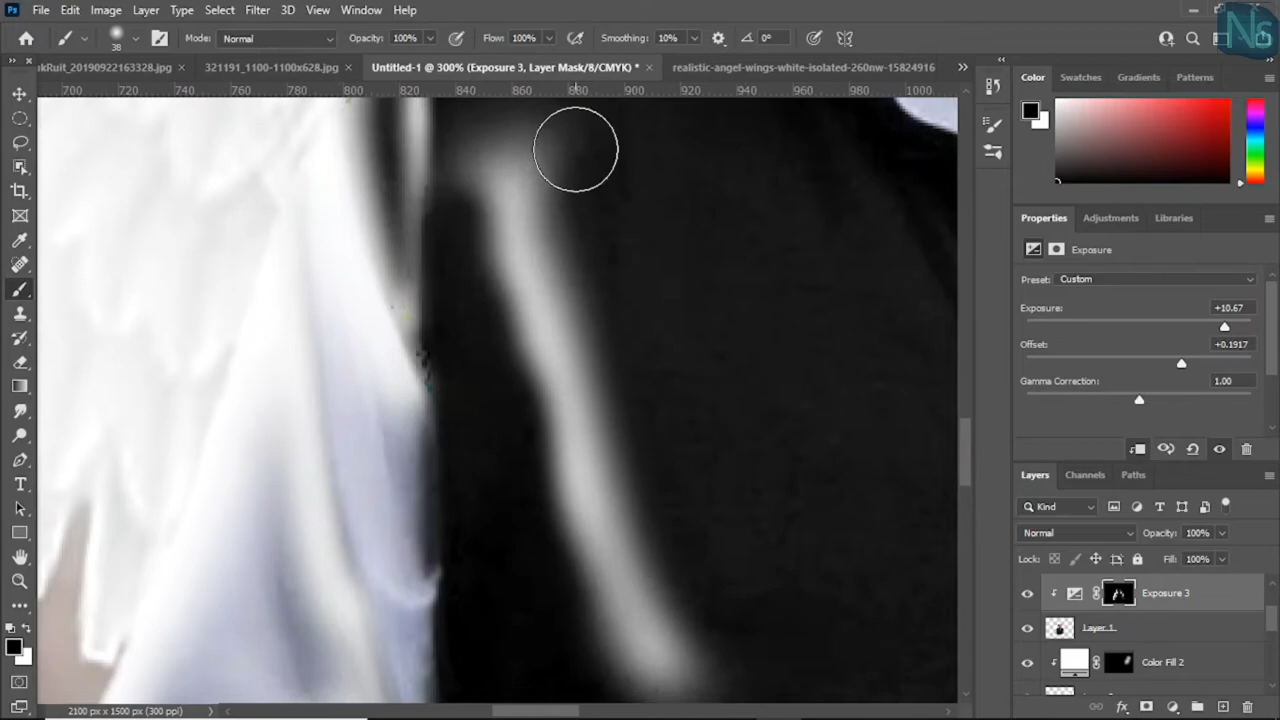 Ps File Edit Image Layer Type Select Filter 3D View Window Help
Ns
38 Mode: Normal Opacity: 100% Flow: 100% Smoothing: 10% 0°
ukRuit_20190922163328.jpg × 321191_1100-1100x628.jpg × Untitled-1 @ 300% (Exposure 3, Layer Mask/8/CMYK) * × realistic-angel-wings-white-isolated-260nw-15824916
700 720 740 760 780 800 820 840 860 880 900 920 940 960 980 1000
Color Swatches Gradients Patterns
Properties Adjustments Libraries
Exposure
Preset: Custom
Exposure: +10.67
Offset: +0.1917
Gamma Correction: 1.00
Layers Channels Paths
Kind
Normal Opacity: 100%
Lock: Fill: 100%
Exposure 3
Layer 1
Color Fill 2
2100 px x 1500 px (300 ppi)